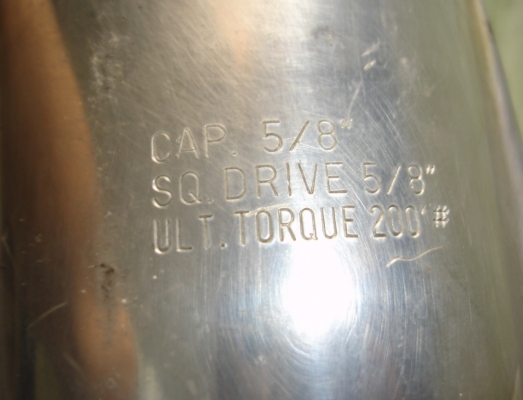 CAP. 5/8"
SQ. DRIVE 5/8"
ULT. TORQUE 200'#